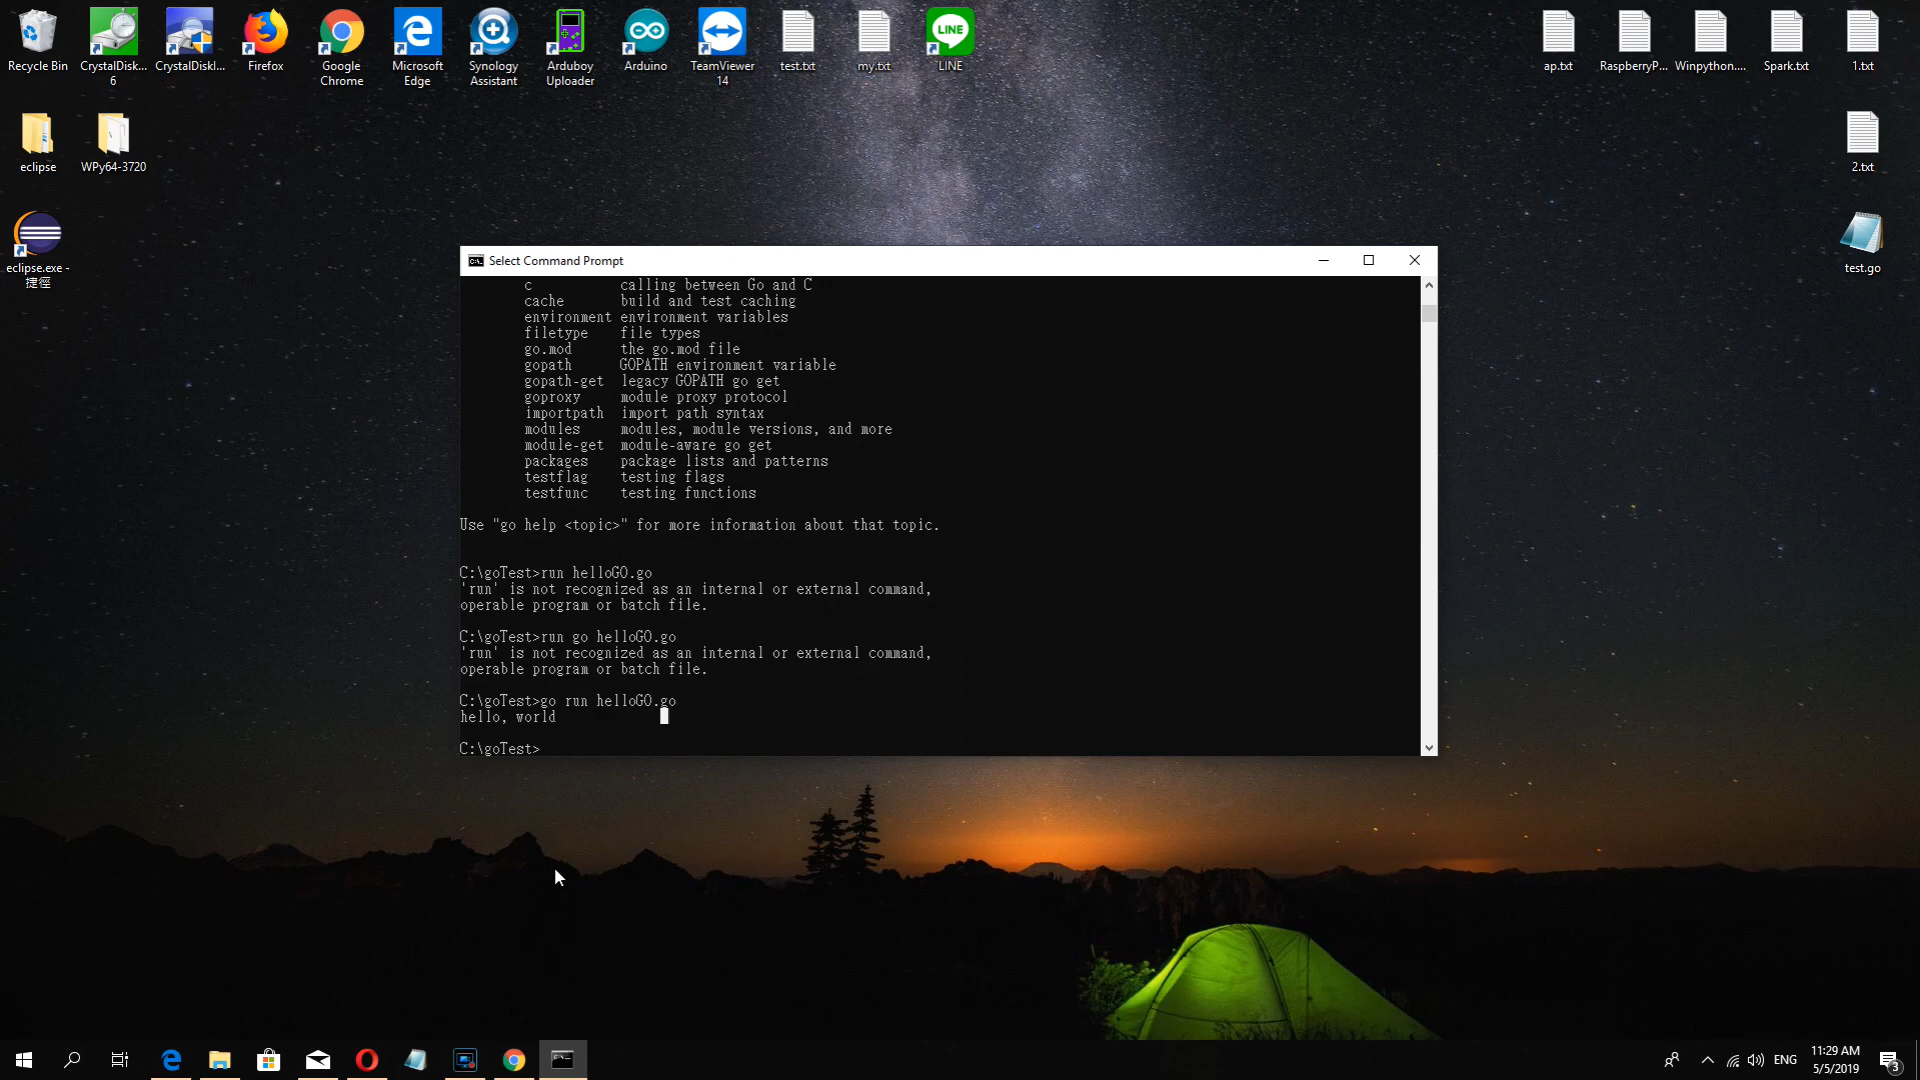 Recycle Bin
CrystalDisk... 6
CrystalDiskI...
Firefox
Google Chrome
Microsoft Edge
Synology Assistant
Arduboy Uploader
Arduino
TeamViewer 14
test.txt
my.txt
LINE
LINE
ap.txt
RaspberryP...
Winpython....
Spark.txt
1.txt
eclipse
WPy64-3720
2.txt
eclipse.exe - 捷徑
test.go
Select Command Prompt
c calling between Go and C
cache build and test caching
environment environment variables
filetype file types
go.mod the go.mod file
gopath GOPATH environment variable
gopath-get legacy GOPATH go get
goproxy module proxy protocol
importpath import path syntax
modules modules, module versions, and more
module-get module-aware go get
packages package lists and patterns
testflag testing flags
testfunc testing functions
Use "go help <topic>" for more information about that topic.
C:\goTest>run helloGO.go
'run' is not recognized as an internal or external command,
operable program or batch file.
C:\goTest>run go helloGO.go
'run' is not recognized as an internal or external command,
operable program or batch file.
C:\goTest>go run helloGO.go
hello, world
C:\goTest>
ENG
11:29 AM
5/5/2019
3